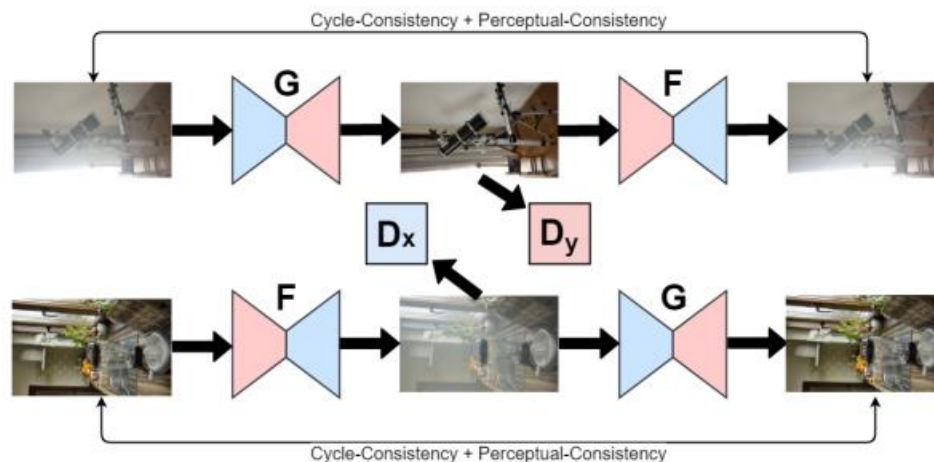 Cycle-Consistency + Perceptual-Consistency
G
F
Dx
Dy
F
G
Cycle-Consistency + Perceptual-Consistency